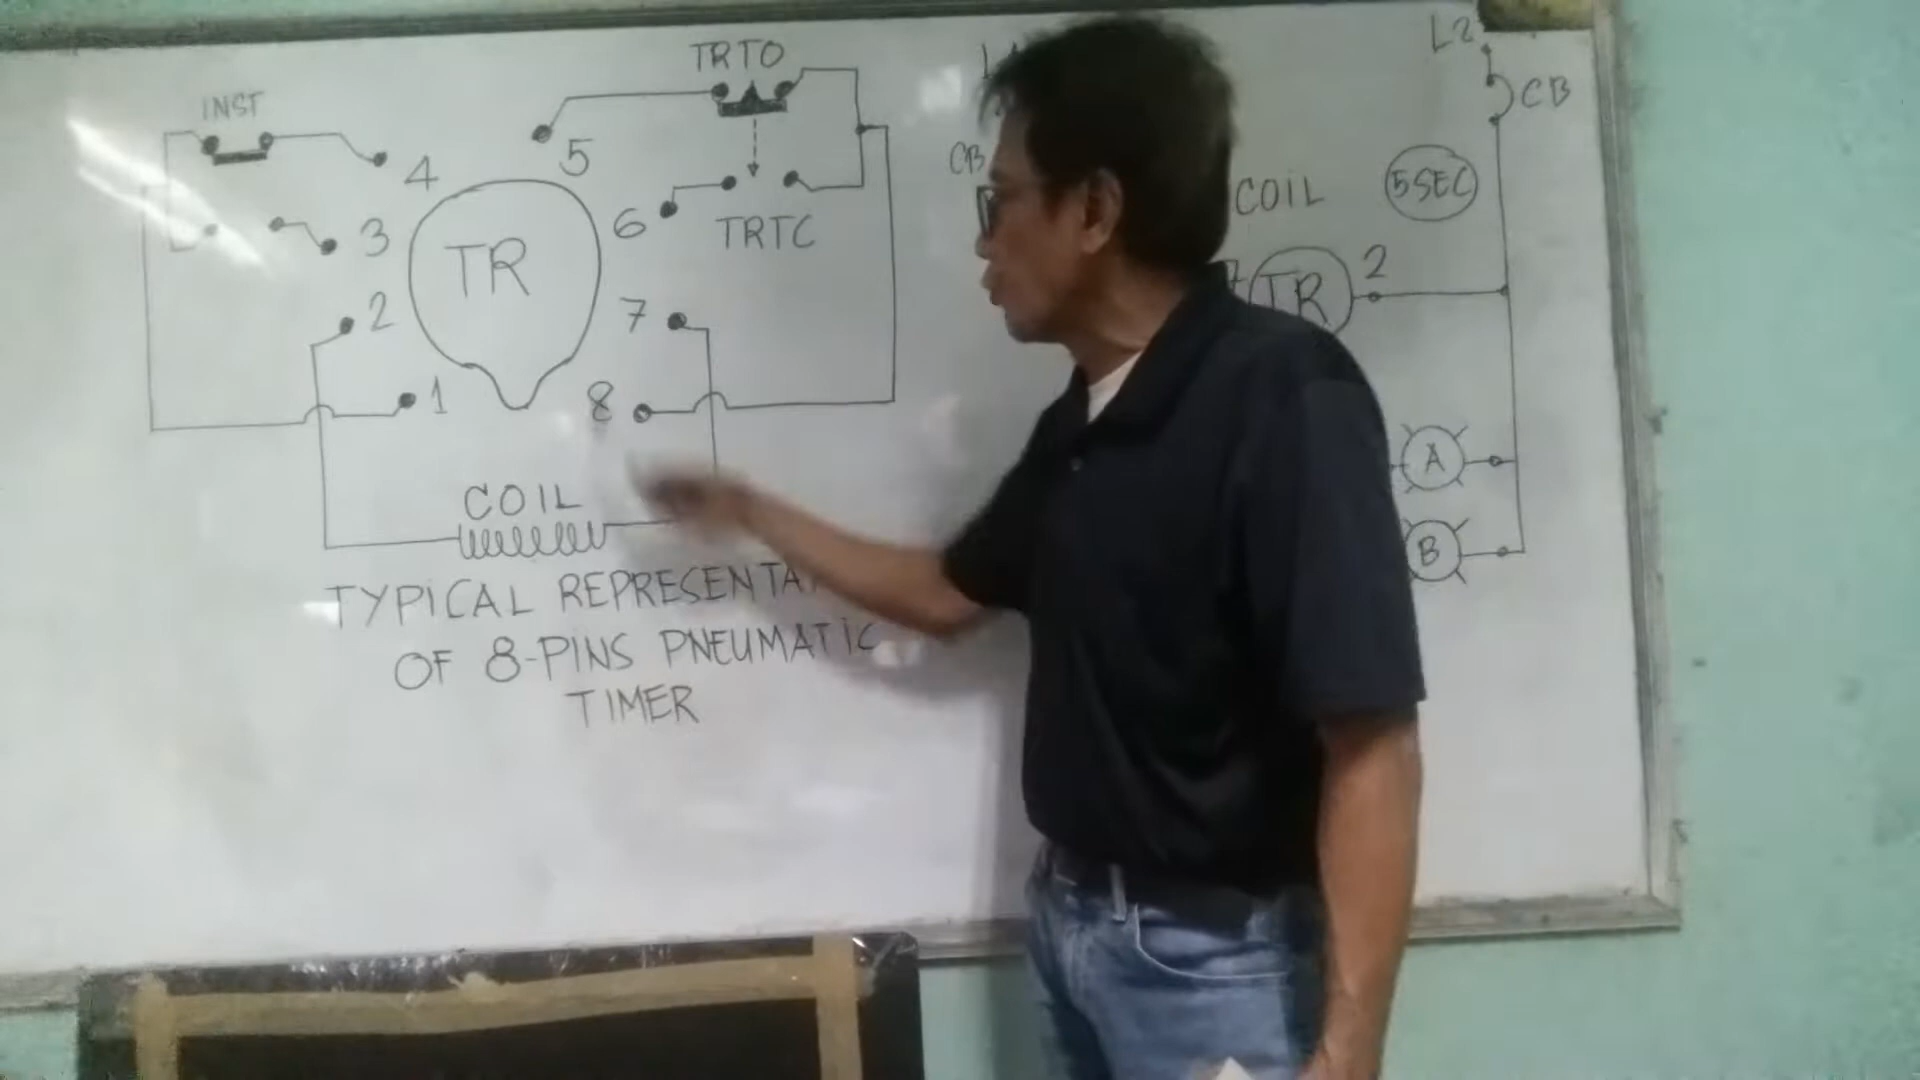 INST
4
3
2
1
TR
5
6
7
8
TRTO
TRTC
COIL
TYPICAL
OF 8-PINS PNEUMATIC
TIMER
L2
CB
CB
COIL
5SEC
TR
2
A
B